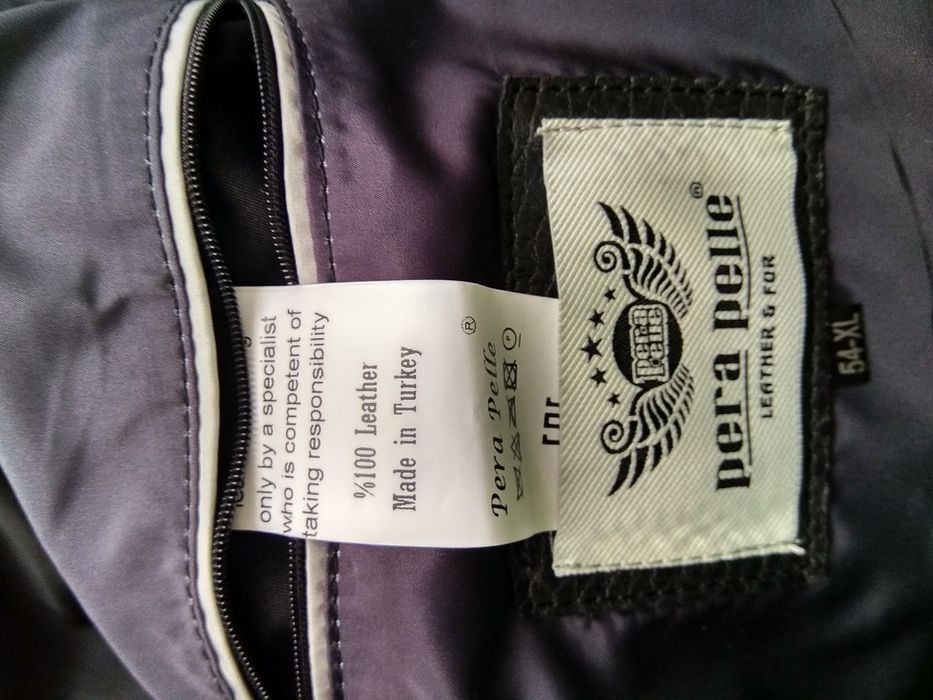 Pera
Pelle
pera pelle®
LEATHER & FUR
54-XL
only by a specialist
who is competent of
taking responsibility
%100 Leather
Made in Turkey
®
Pera Pelle